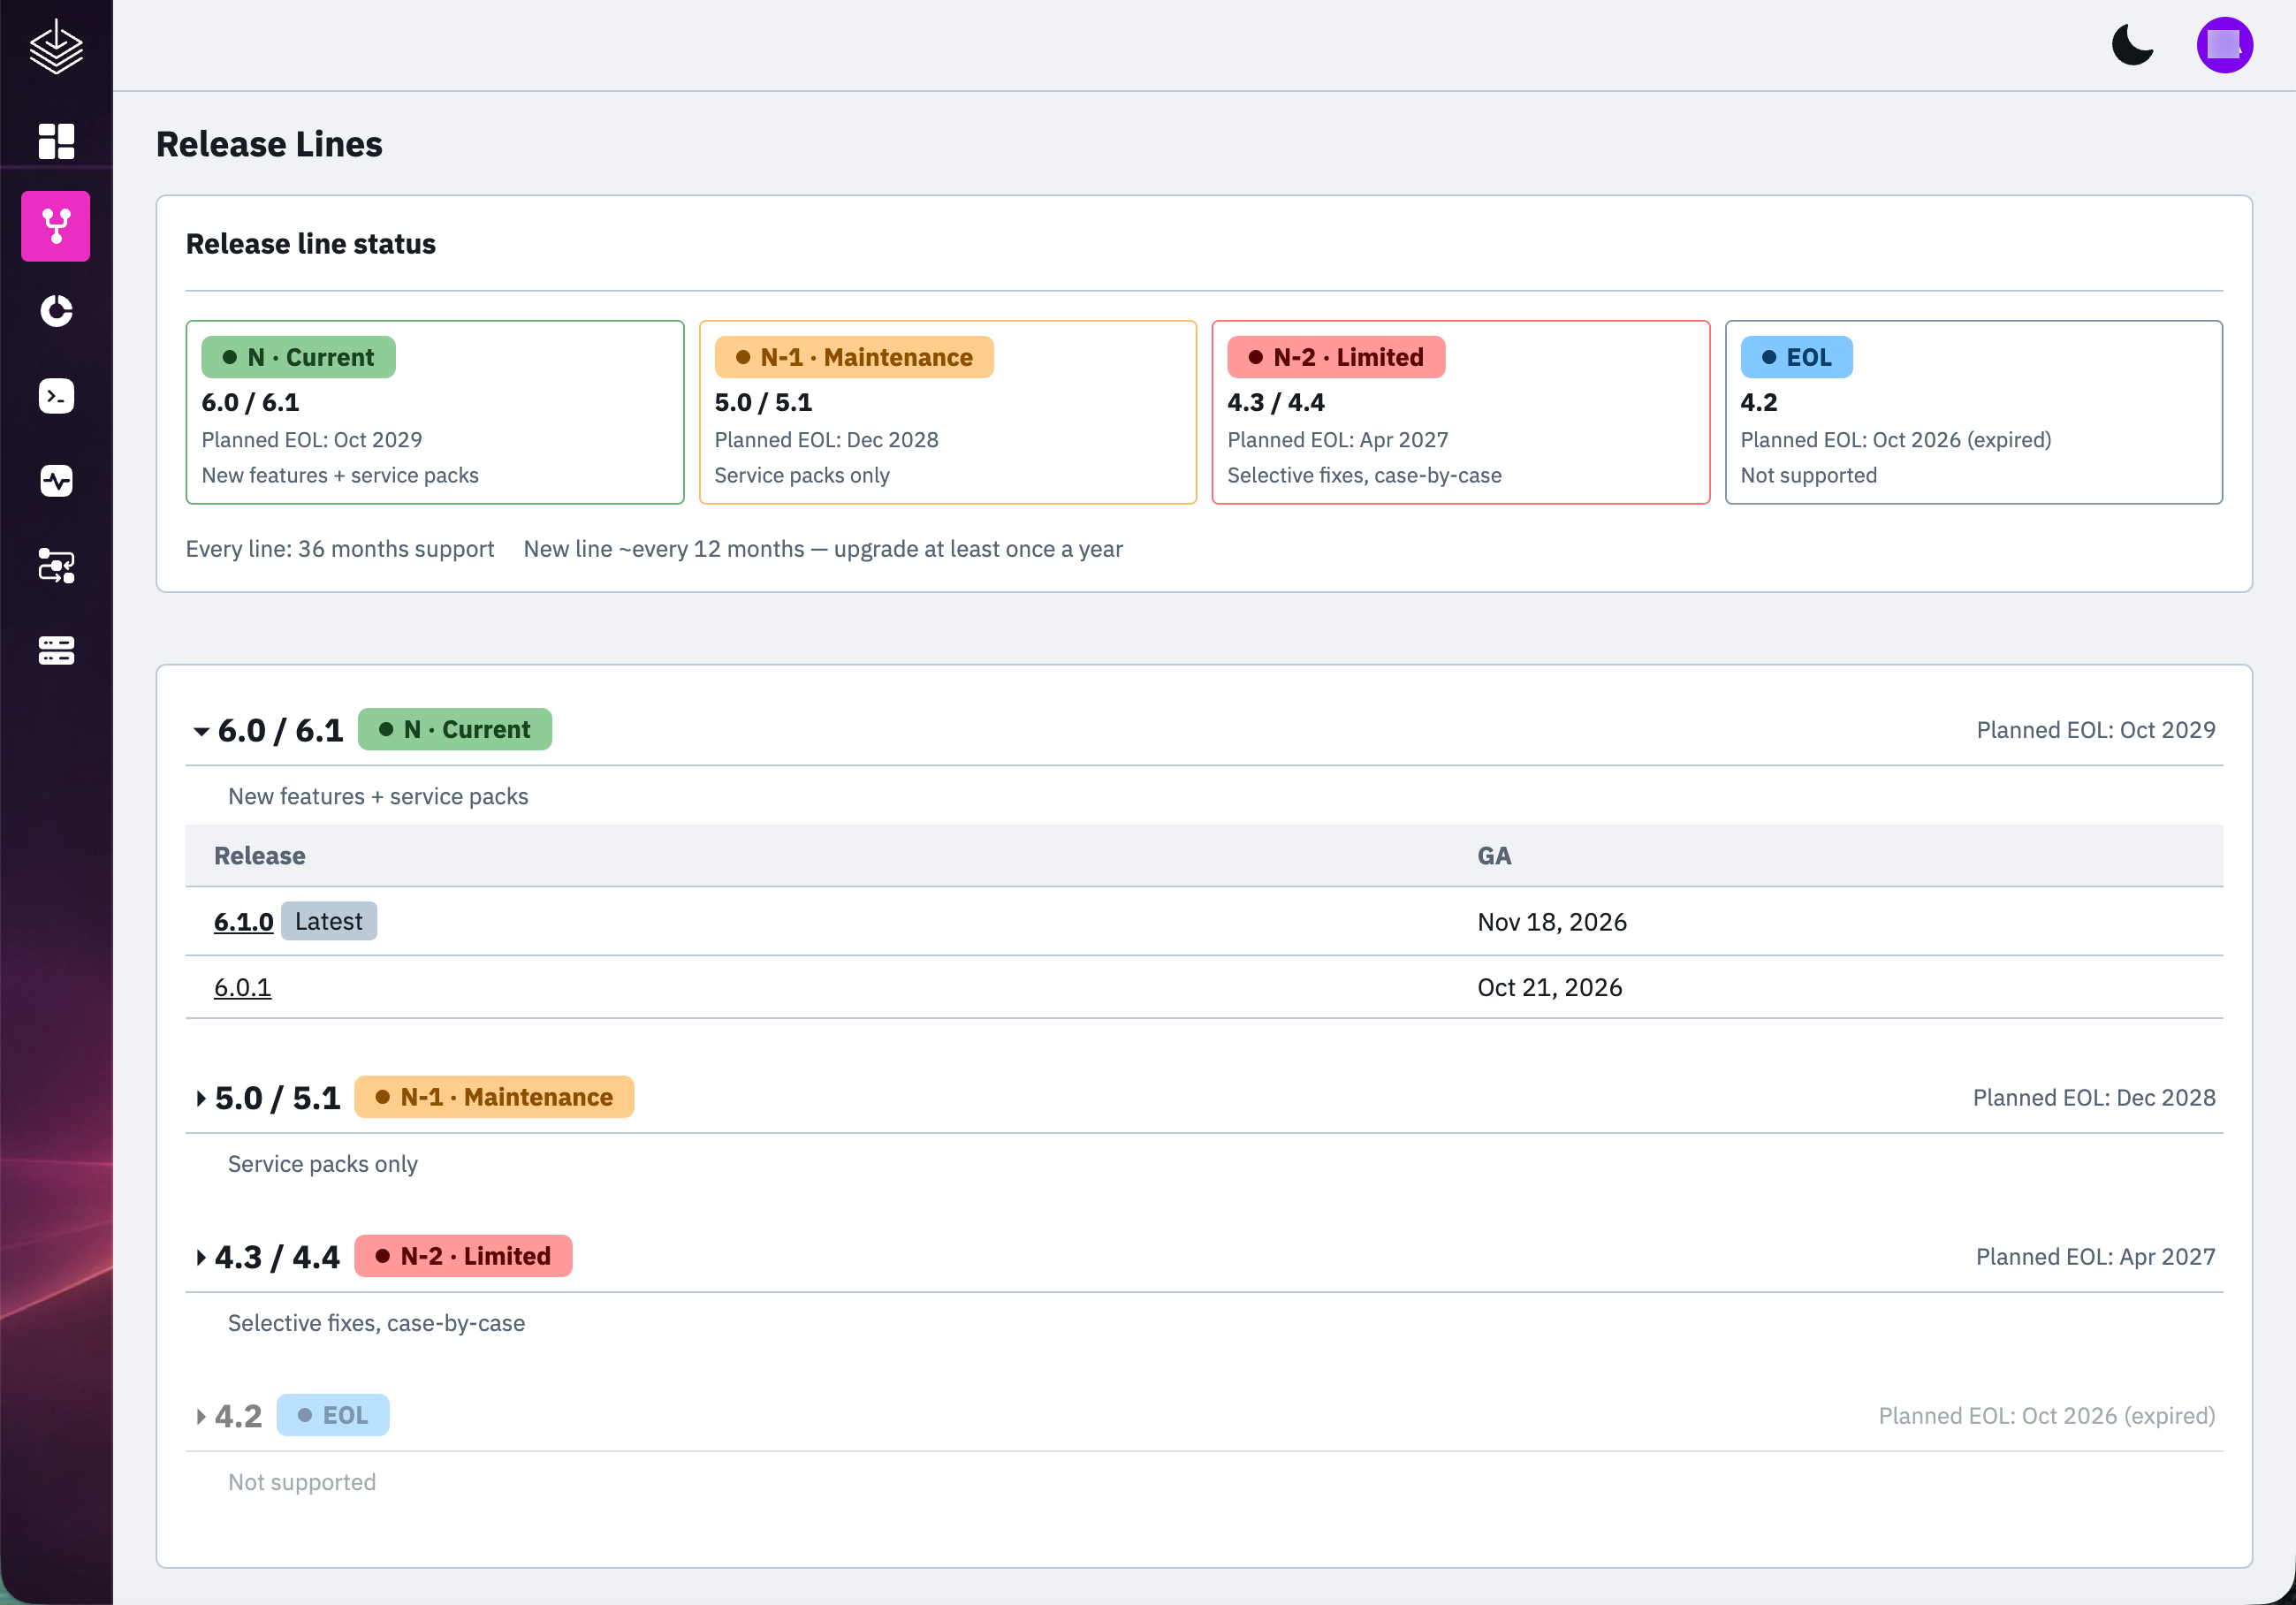 Release Lines
Release line status
N · Current
6.0 / 6.1
Planned EOL: Oct 2029
New features + service packs
N-1 · Maintenance
5.0 / 5.1
Planned EOL: Dec 2028
Service packs only
N-2 · Limited
4.3 / 4.4
Planned EOL: Apr 2027
Selective fixes, case-by-case
EOL
4.2
Planned EOL: Oct 2026 (expired)
Not supported
Every line: 36 months support New line ~every 12 months — upgrade at least once a year
6.0 / 6.1 N · Current Planned EOL: Oct 2029
New features + service packs
Release GA
6.1.0 Latest Nov 18, 2026
6.0.1 Oct 21, 2026
5.0 / 5.1 N-1 · Maintenance Planned EOL: Dec 2028
Service packs only
4.3 / 4.4 N-2 · Limited Planned EOL: Apr 2027
Selective fixes, case-by-case
4.2 EOL Planned EOL: Oct 2026 (expired)
Not supported